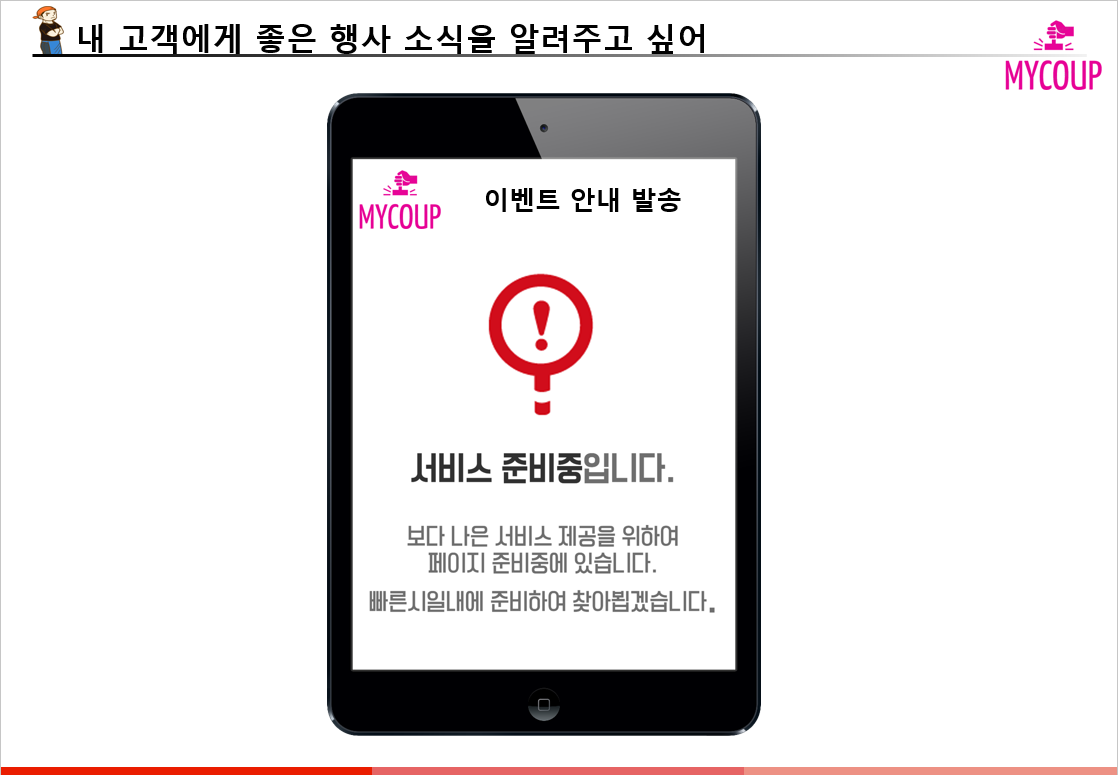 내 고객에게 좋은 행사 소식을 알려주고 싶어
MYCOUP
MYCOUP
이벤트 안내 발송
!
서비스 준비중입니다.
보다 나은 서비스 제공을 위하여
페이지 준비중에 있습니다.
빠른시일내에 준비하여 찾아뵙겠습니다.